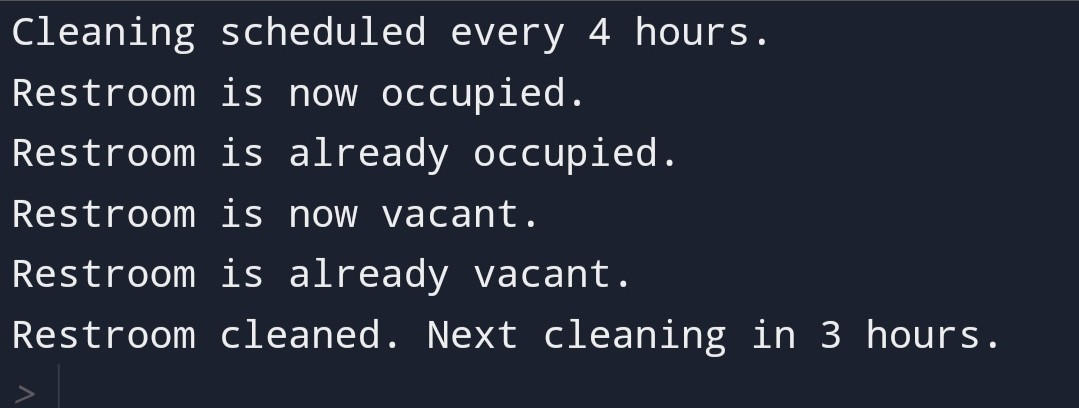 Cleaning scheduled every 4 hours.
Restroom is now occupied.
Restroom is already occupied.
Restroom is now vacant.
Restroom is already vacant.
Restroom cleaned. Next cleaning in 3 hours.
>